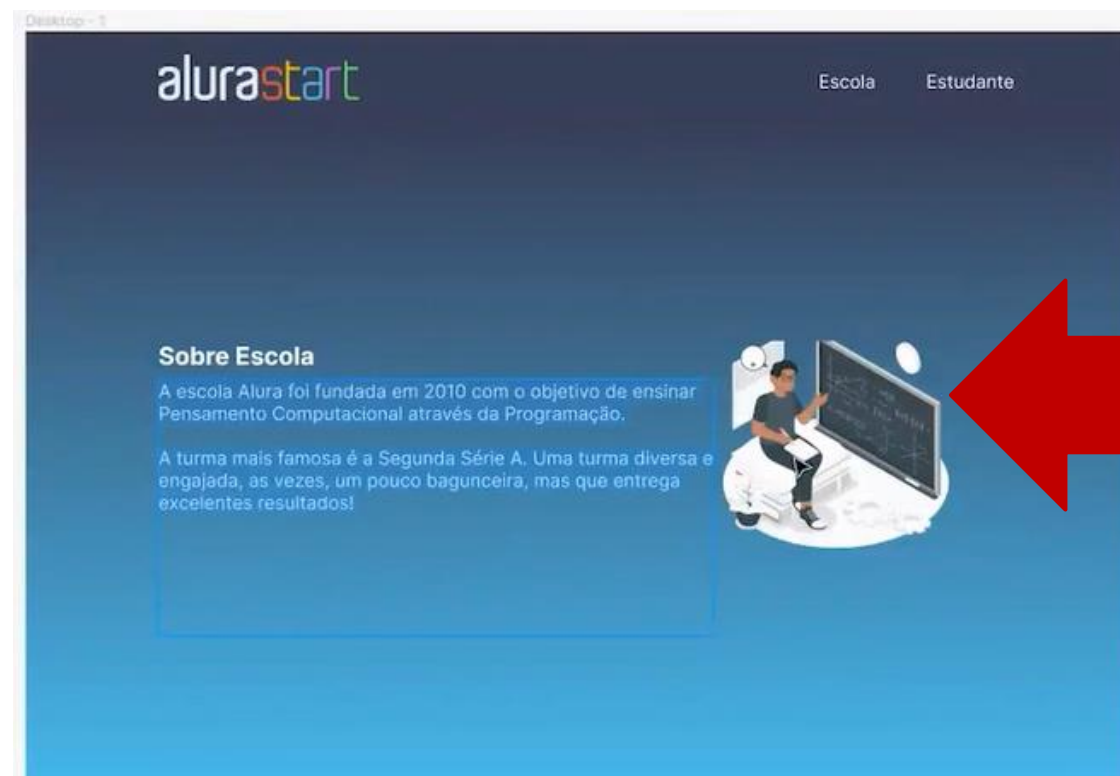 Desktop - 1
alurastart
Escola Estudante
Sobre Escola
A escola Alura foi fundada em 2010 com o objetivo de ensinar
Pensamento Computacional através da Programação.
A turma mais famosa é a Segunda Série A. Uma turma diversa e
engajada, as vezes, um pouco bagunceira, mas que entrega
excelentes resultados!